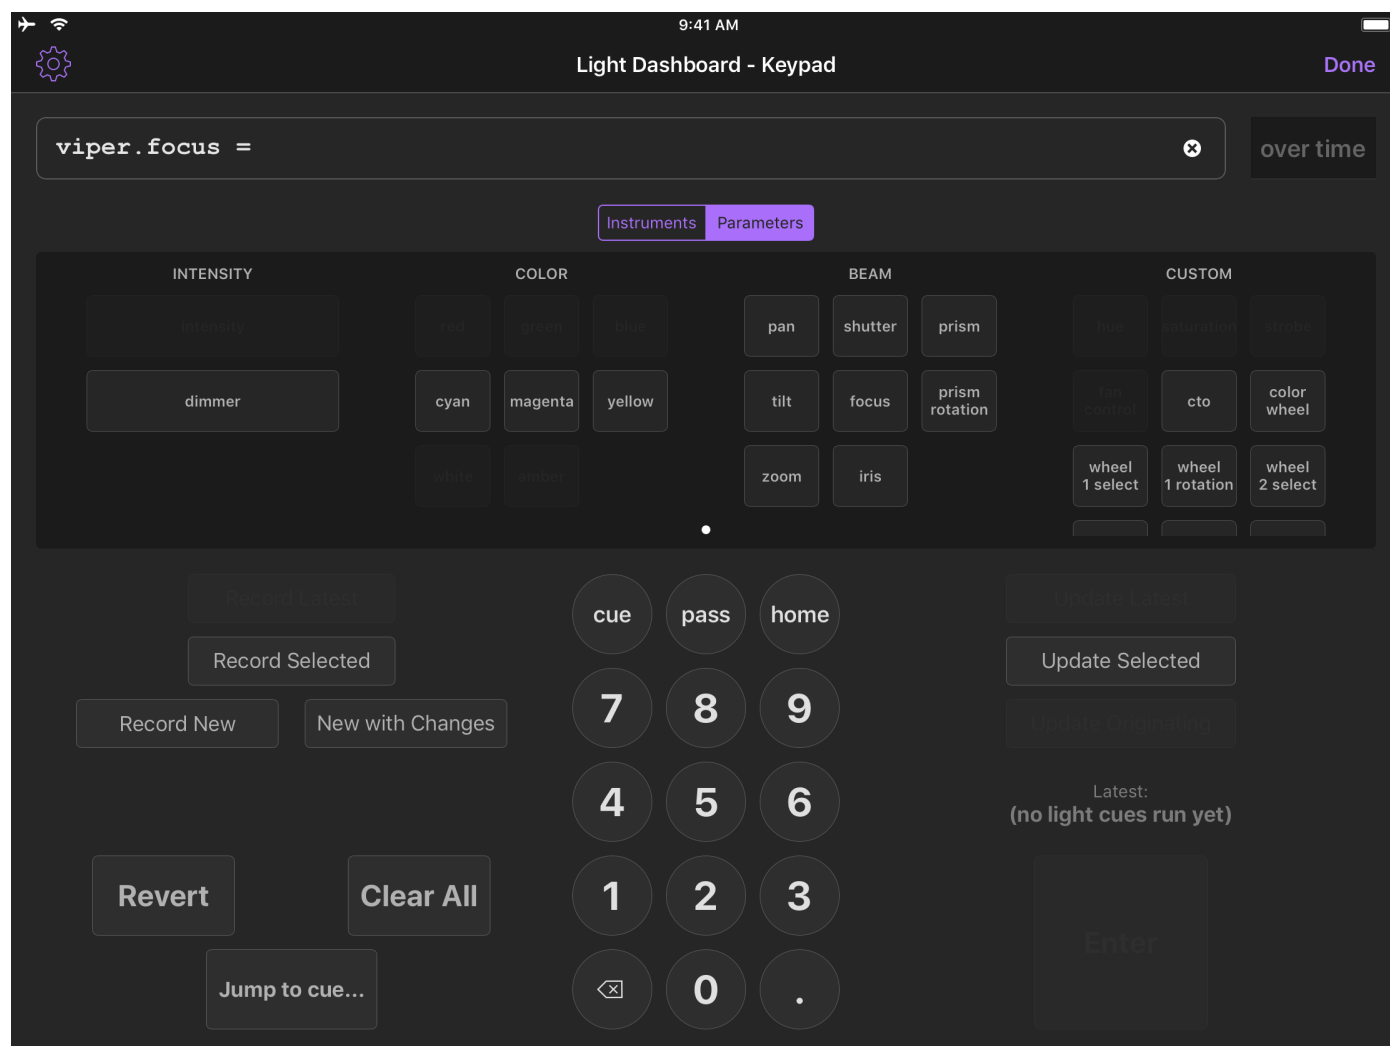 9:41 AM
Light Dashboard - Keypad
Done
viper.focus =
over time
Instruments
Parameters
INTENSITY
COLOR
BEAM
CUSTOM
intensity
red
green
blue
pan
shutter
prism
hue
saturation
strobe
dimmer
cyan
magenta
yellow
tilt
focus
prism
rotation
fan
control
cto
color
wheel
white
amber
zoom
iris
wheel
1 select
wheel
1 rotation
wheel
2 select
Record Latest
cue
pass
home
Update Latest
Record Selected
Update Selected
Record New
New with Changes
7
8
9
Update Originating
4
5
6
Latest:
(no light cues run yet)
Revert
Clear All
1
2
3
Enter
Jump to cue...
0
.